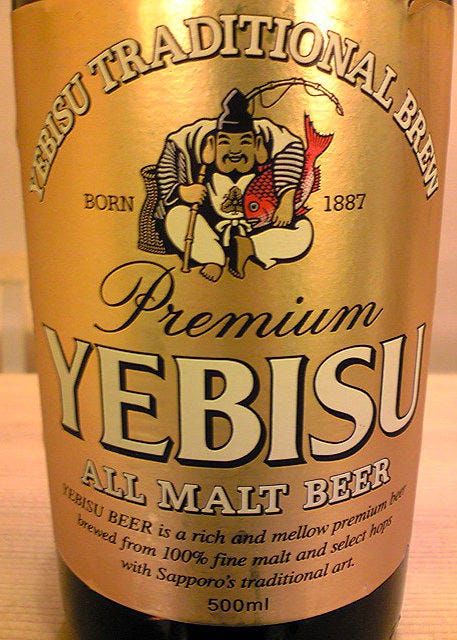 YEBISU TRADITIONAL BREW
BORN 1887
Premium
YEBISU
ALL MALT BEER
YEBISU BEER is a rich and mellow premium beer
brewed from 100% fine malt and select hops
with Sapporo's traditional art.
500ml